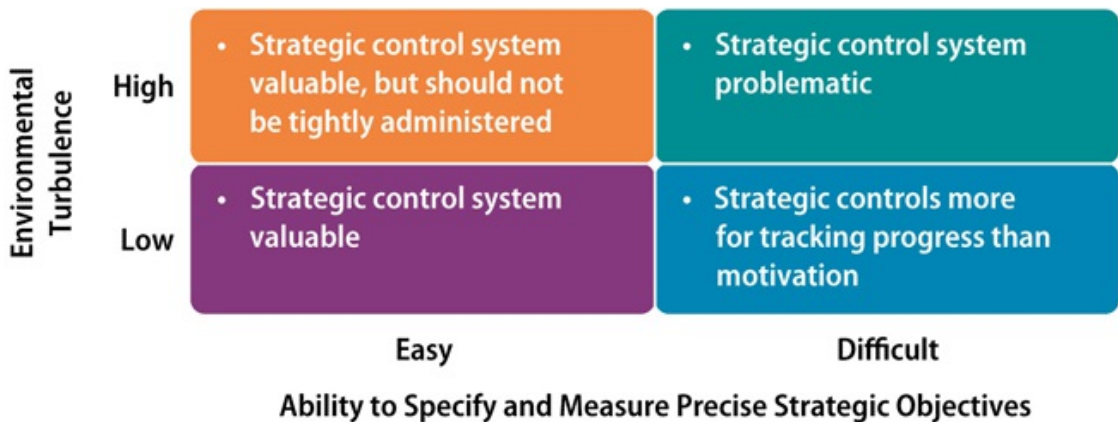 Environmental
Turbulence
High
• Strategic control system
valuable, but should not
be tightly administered
• Strategic control system
problematic
Low
• Strategic control system
valuable
• Strategic controls more
for tracking progress than
motivation
Easy
Difficult
Ability to Specify and Measure Precise Strategic Objectives